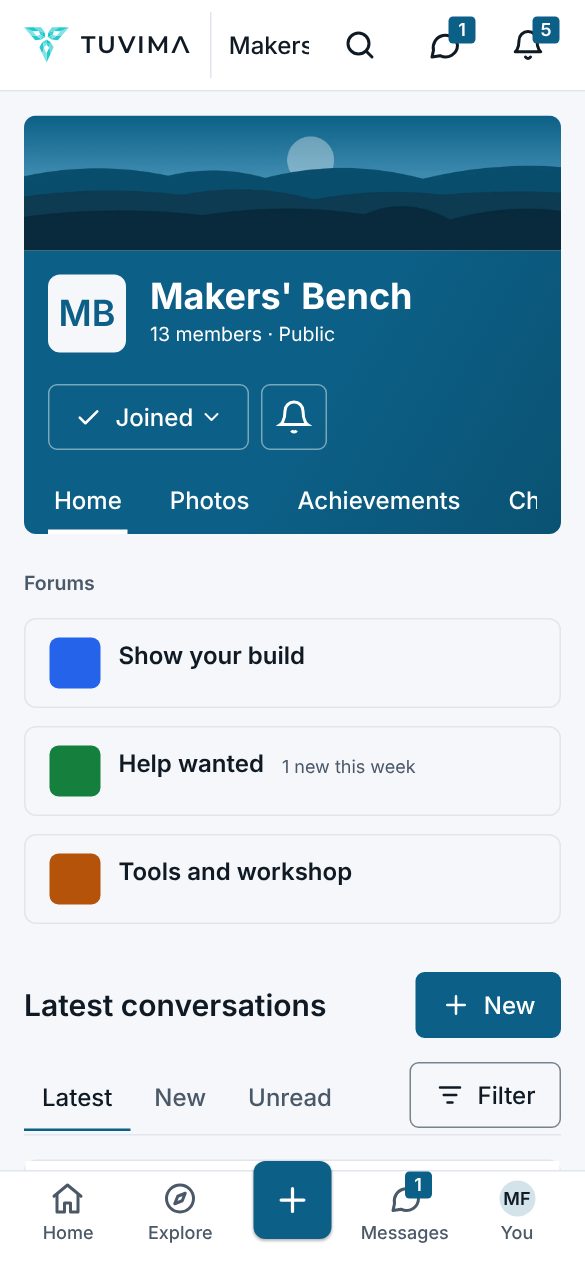 TUVIMA
Makers
1
5
MB
Makers' Bench
13 members · Public
Joined
Home
Photos
Achievements
Ch
Forums
Show your build
Help wanted
1 new this week
Tools and workshop
Latest conversations
New
Latest
New
Unread
Filter
Home
Explore
1
Messages
MF
You